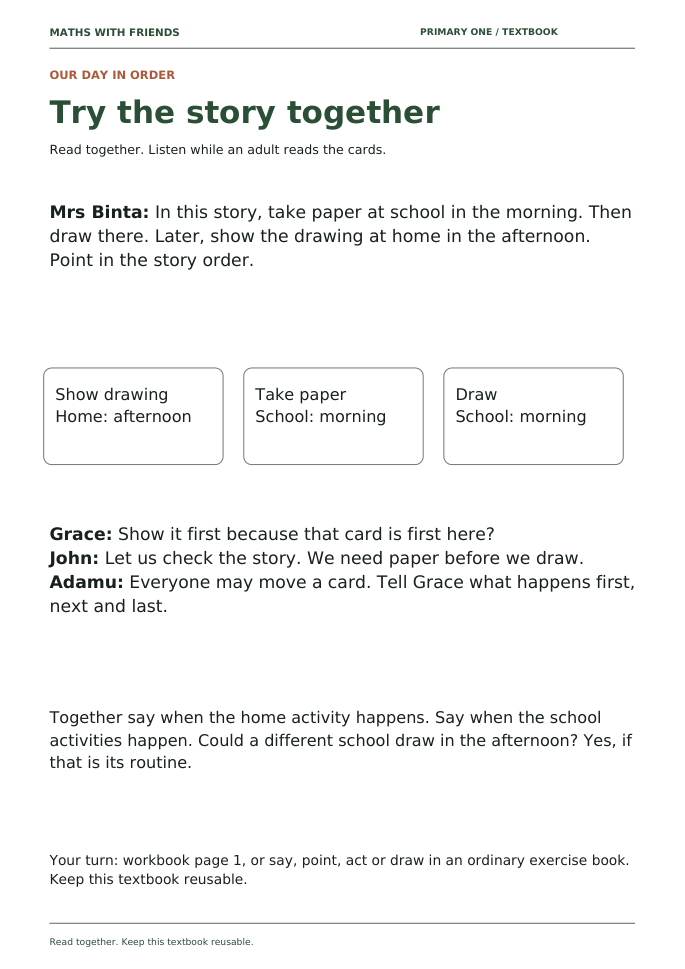 MATHS WITH FRIENDS
PRIMARY ONE / TEXTBOOK
OUR DAY IN ORDER
Try the story together
Read together. Listen while an adult reads the cards.
Mrs Binta: In this story, take paper at school in the morning. Then
draw there. Later, show the drawing at home in the afternoon.
Point in the story order.
Show drawing
Home: afternoon
Take paper
School: morning
Draw
School: morning
Grace: Show it first because that card is first here?
John: Let us check the story. We need paper before we draw.
Adamu: Everyone may move a card. Tell Grace what happens first,
next and last.
Together say when the home activity happens. Say when the school
activities happen. Could a different school draw in the afternoon? Yes, if
that is its routine.
Your turn: workbook page 1, or say, point, act or draw in an ordinary exercise book.
Keep this textbook reusable.
Read together. Keep this textbook reusable.